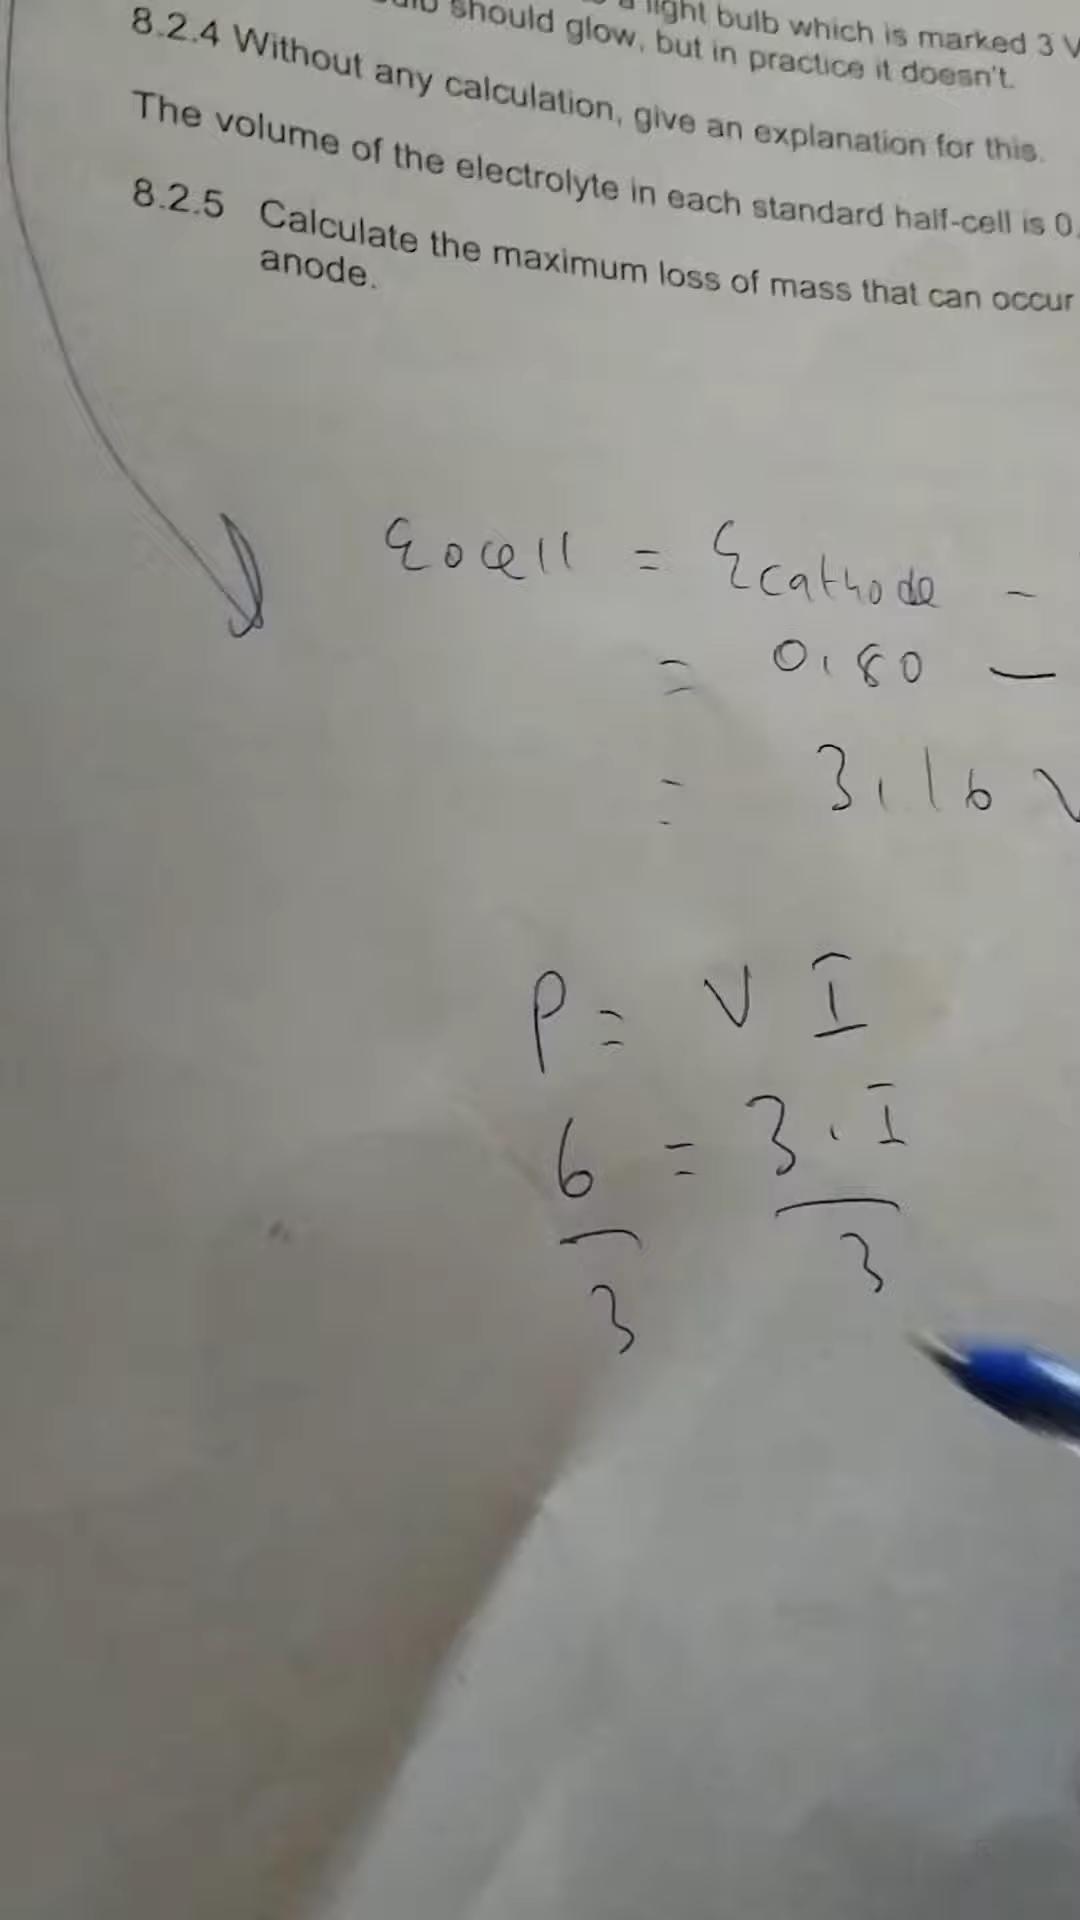 a light bulb which is marked 3 V
should glow, but in practice it doesn't.
8.2.4 Without any calculation, give an explanation for this.
The volume of the electrolyte in each standard half-cell is 0,
8.2.5 Calculate the maximum loss of mass that can occur
anode.
Eocell = Ecathode -
= 0,80 -
= 3,16 V
P = V I
6 = 3 . I
3 3